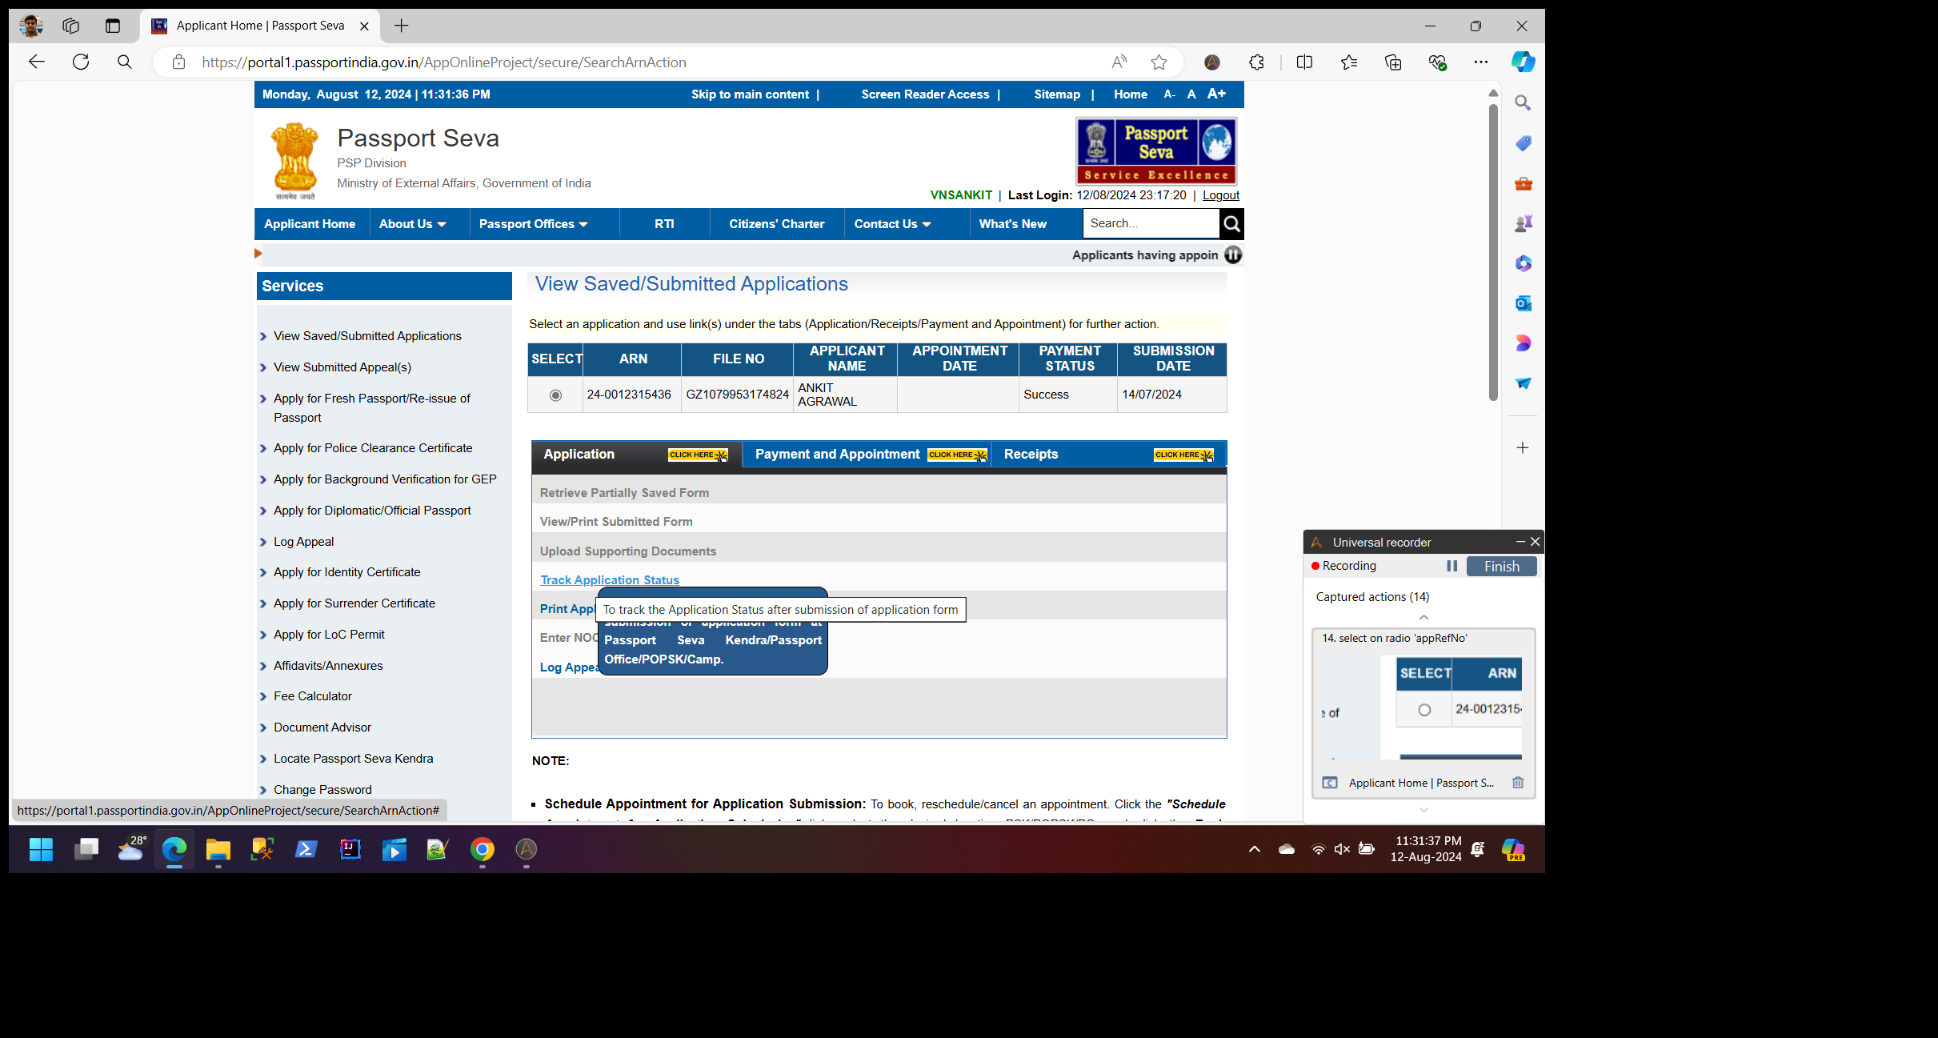 Applicant Home | Passport Seva
https://portal1.passportindia.gov.in/AppOnlineProject/secure/SearchArnAction
Monday, August 12, 2024 | 11:31:36 PM
Skip to main content |
Screen Reader Access |
Sitemap |
Home
A- A A+
Passport Seva
PSP Division
Ministry of External Affairs, Government of India
सत्यमेव जयते
Passport
Seva
Service Excellence
VNSANKIT | Last Login: 12/08/2024 23:17:20 | Logout
Applicant Home
About Us
Passport Offices
RTI
Citizens' Charter
Contact Us
What's New
Search...
Applicants having appoin
Services
View Saved/Submitted Applications
View Submitted Appeal(s)
Apply for Fresh Passport/Re-issue of
Passport
Apply for Police Clearance Certificate
Apply for Background Verification for GEP
Apply for Diplomatic/Official Passport
Log Appeal
Apply for Identity Certificate
Apply for Surrender Certificate
Apply for LoC Permit
Affidavits/Annexures
Fee Calculator
Document Advisor
Locate Passport Seva Kendra
Change Password
View Saved/Submitted Applications
Select an application and use link(s) under the tabs (Application/Receipts/Payment and Appointment) for further action.
SELECT ARN FILE NO APPLICANT NAME APPOINTMENT DATE PAYMENT STATUS SUBMISSION DATE
24-0012315436 GZ1079953174824 ANKIT AGRAWAL Success 14/07/2024
Application CLICK HERE Payment and Appointment CLICK HERE Receipts CLICK HERE
Retrieve Partially Saved Form
View/Print Submitted Form
Upload Supporting Documents
Track Application Status
Print Appl
To track the Application Status after submission of application form
submission of application form at
Enter NOC
Passport Seva Kendra/Passport
Office/POPSK/Camp.
Log Appea
NOTE:
Schedule Appointment for Application Submission: To book, reschedule/cancel an appointment. Click the "Schedule
https://portal1.passportindia.gov.in/AppOnlineProject/secure/SearchArnAction#
Universal recorder
Recording
Finish
Captured actions (14)
14. select on radio 'appRefNo'
SELECT ARN
e of
24-0012315
Applicant Home | Passport S...
28°
11:31:37 PM
12-Aug-2024
PRE